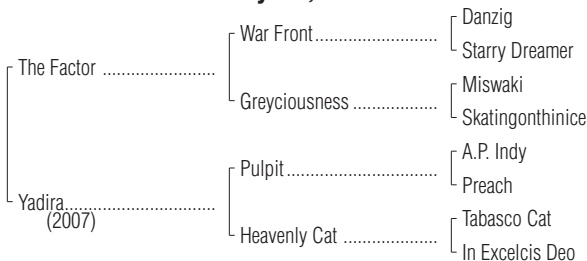 Danzig
War Front
Starry Dreamer
The Factor
Miswaki
Greyciousness
Skatingonthinice
A.P. Indy
Pulpit
Preach
Yadira
(2007)
Tabasco Cat
Heavenly Cat
In Excelcis Deo